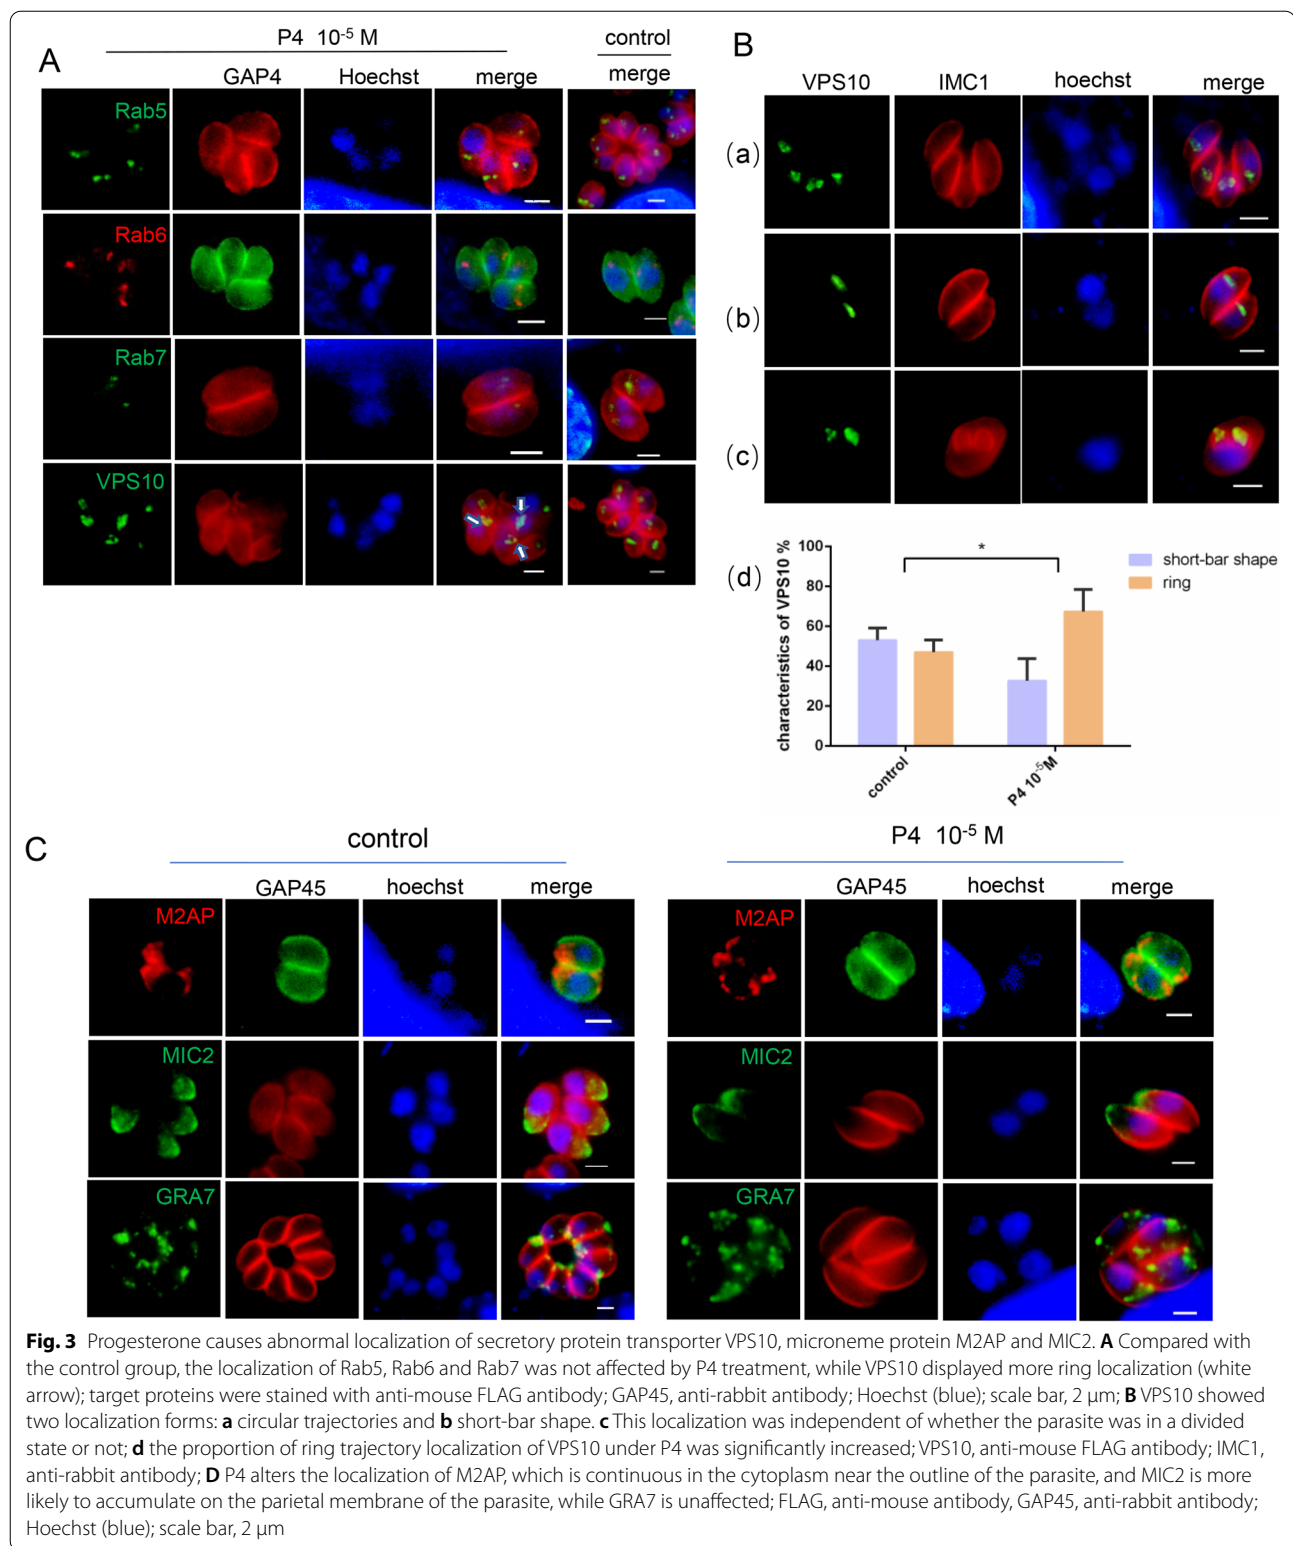 P4 10⁻⁵ M
control
A
GAP4 Hoechst merge merge
Rab5
Rab6
Rab7
VPS10
B
VPS10 IMC1 hoechst merge
(a)
(b)
(c)
(d)
characteristics of VPS10 %
100
80
60
40
20
0
*
short-bar shape
ring
control
P4 10⁻⁵M
C
control
GAP45 hoechst merge
M2AP
MIC2
GRA7
P4 10⁻⁵ M
GAP45 hoechst merge
M2AP
MIC2
GRA7
Fig. 3 Progesterone causes abnormal localization of secretory protein transporter VPS10, microneme protein M2AP and MIC2. A Compared with
the control group, the localization of Rab5, Rab6 and Rab7 was not affected by P4 treatment, while VPS10 displayed more ring localization (white
arrow); target proteins were stained with anti-mouse FLAG antibody; GAP45, anti-rabbit antibody; Hoechst (blue); scale bar, 2 μm; B VPS10 showed
two localization forms: a circular trajectories and b short-bar shape. c This localization was independent of whether the parasite was in a divided
state or not; d the proportion of ring trajectory localization of VPS10 under P4 was significantly increased; VPS10, anti-mouse FLAG antibody; IMC1,
anti-rabbit antibody; D P4 alters the localization of M2AP, which is continuous in the cytoplasm near the outline of the parasite, and MIC2 is more
likely to accumulate on the parietal membrane of the parasite, while GRA7 is unaffected; FLAG, anti-mouse antibody, GAP45, anti-rabbit antibody;
Hoechst (blue); scale bar, 2 μm